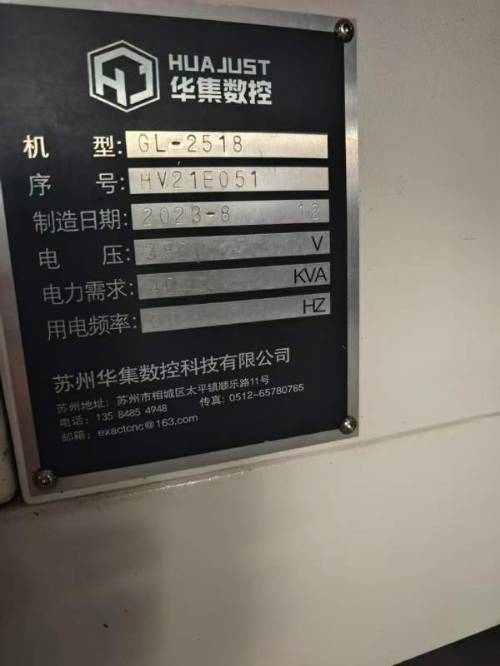 HUAJUST
华集数控
机 型: GL-2518
序 号: HV21E051
制造日期: 2023-8 12
电 压: V
电力需求: KVA
用电频率: HZ
苏州华集数控科技有限公司
苏州地址: 苏州市相城区太平镇顺乐路11号
电话: 135 8485 4948 传真: 0512-65780765
邮箱: exactcnc@163.com